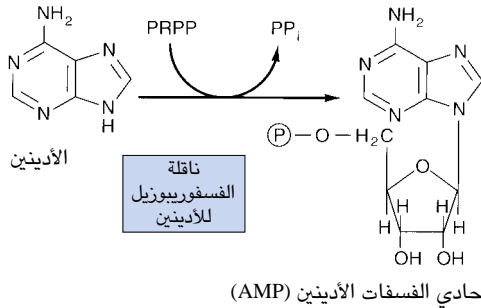 NH₂
N
N
N
N
H
الأدينين
PRPP
PPᵢ
ناقلة
الفسفوريبوزيل
للأدينين
NH₂
N
N
N
N
P—O—H₂C
O
H
H
H
H
OH
OH
حادي الفسفات الأدينين (AMP)